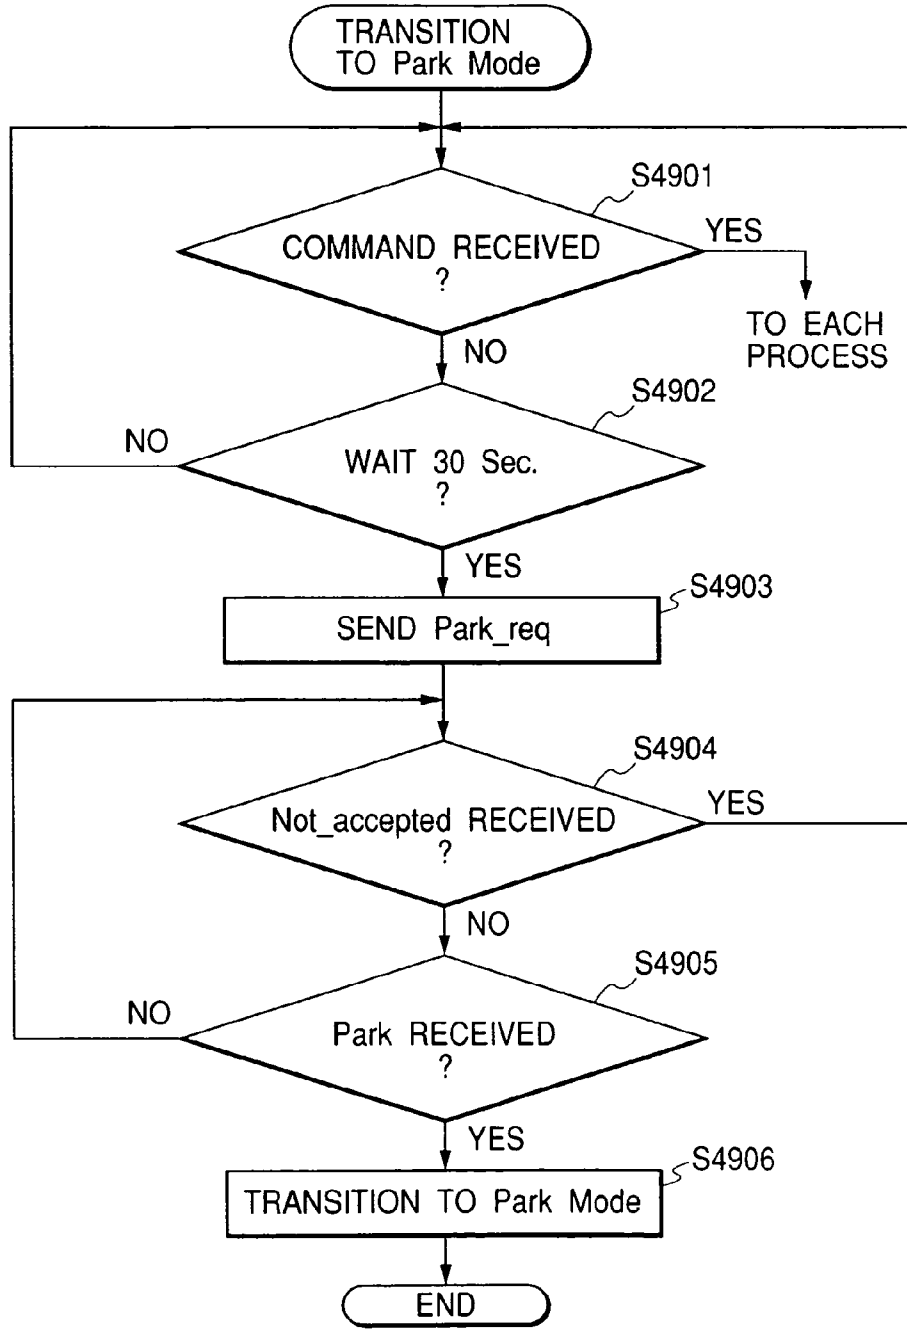 TRANSITION
TO Park Mode
S4901
COMMAND RECEIVED
?
YES
TO EACH
PROCESS
NO
S4902
WAIT 30 Sec.
?
NO
YES
S4903
SEND Park_req
S4904
Not_accepted RECEIVED
?
YES
NO
S4905
Park RECEIVED
?
NO
YES
S4906
TRANSITION TO Park Mode
END